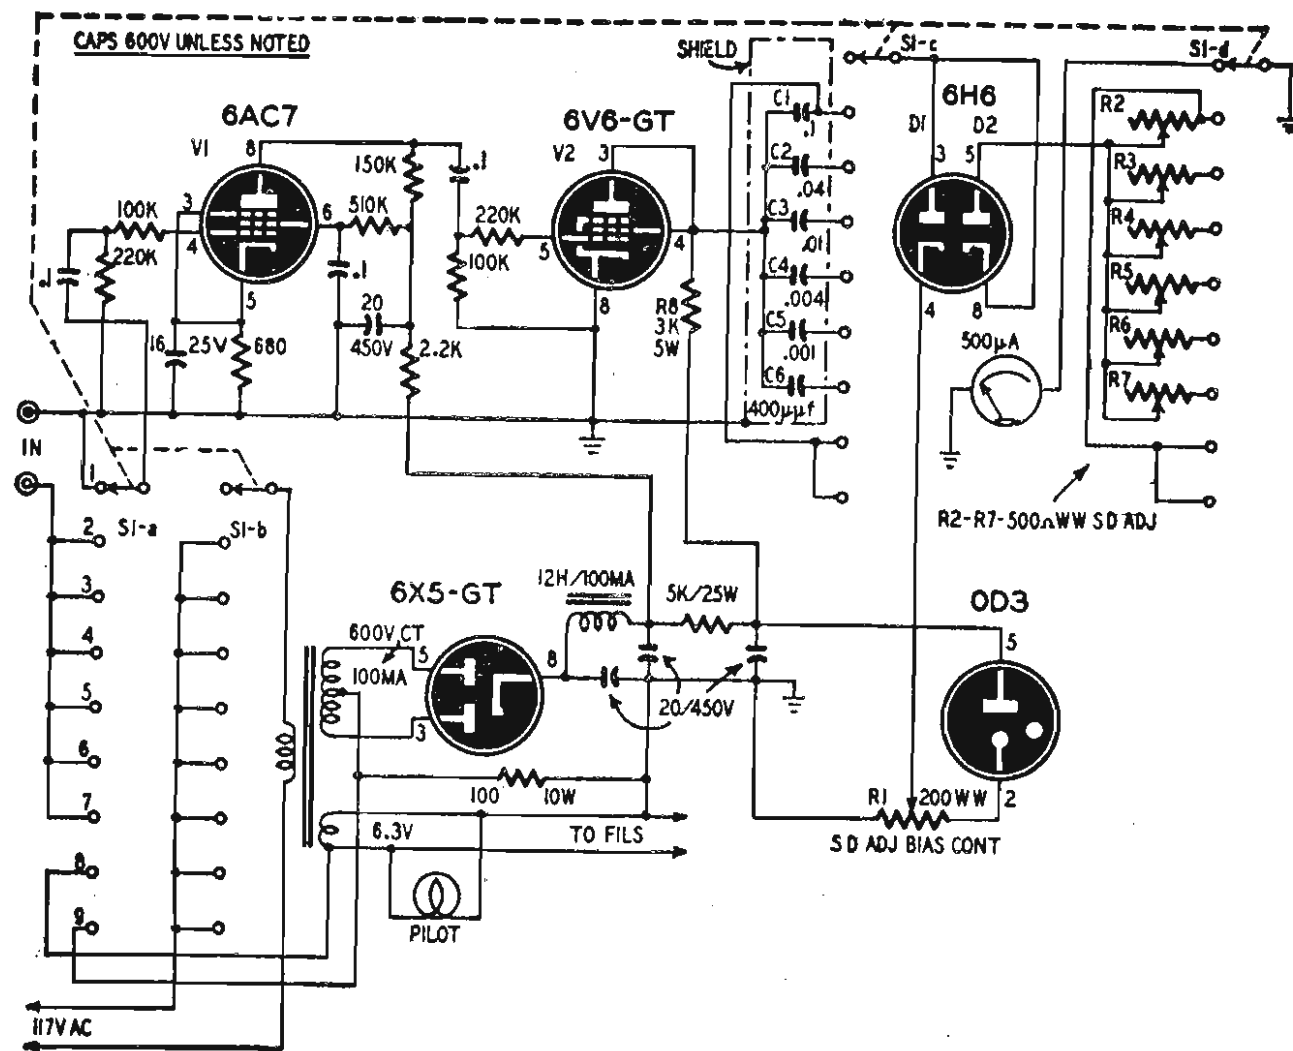 CAPS 600V UNLESS NOTED
SHIELD
S1-c
S1-d
6AC7
V1
8
3
4
6
5
100K
220K
.1
16
25V
680
150K
510K
.1
20
450V
2.2K
.1
220K
100K
6V6-GT
V2
3
5
4
8
R8
3K
5W
C1
.1
C2
.04
C3
.01
C4
.004
C5
.001
C6
400µµf
6H6
D1
D2
3
5
4
8
500µA
R2
R3
R4
R5
R6
R7
R2-R7-500Ω WW SD ADJ
IN
1
2
S1-a
S1-b
3
4
5
6
7
8
9
117V AC
6X5-GT
600V CT
100MA
5
3
8
12H/100MA
5K/25W
20/450V
100
10W
6.3V
TO FILS
PILOT
0D3
5
2
R1
200WW
SD ADJ BIAS CONT